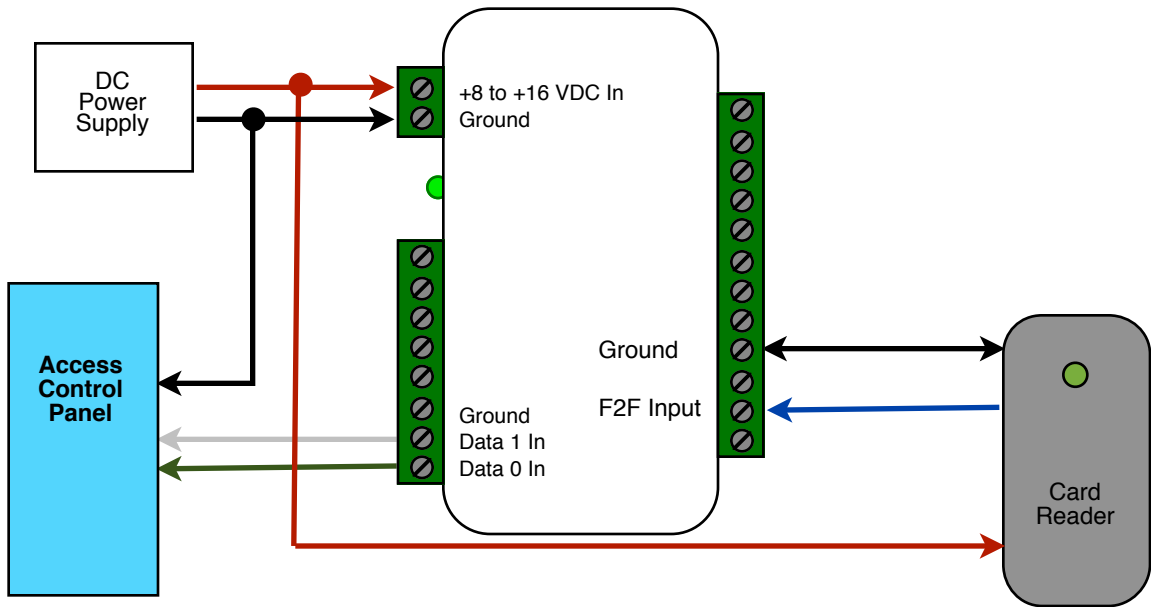 DC
Power
Supply
+8 to +16 VDC In
Ground
Access
Control
Panel
Ground
Data 1 In
Data 0 In
Ground
F2F Input
Card
Reader